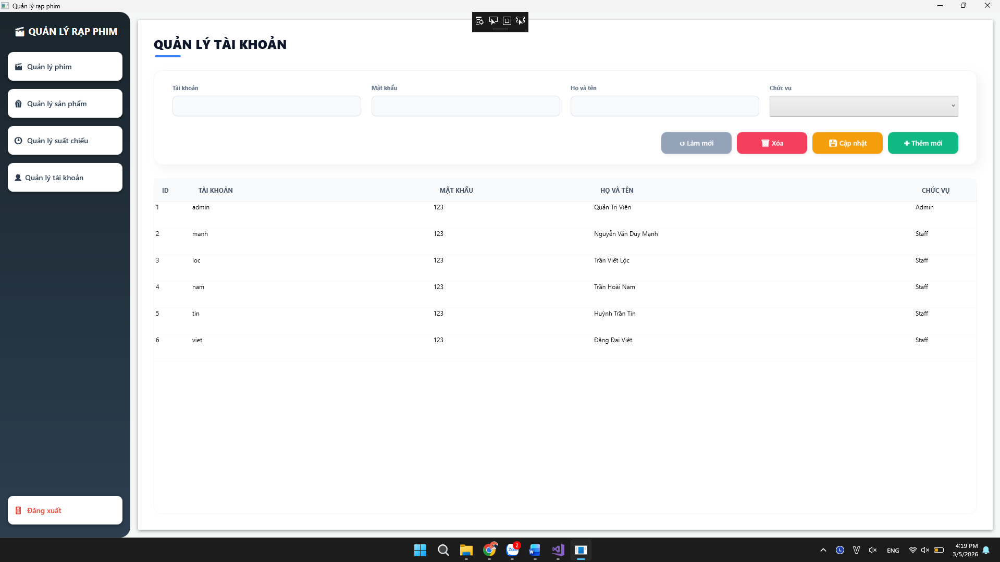 Quản lý rạp phim
QUẢN LÝ RẠP PHIM
Quản lý phim
Quản lý sản phẩm
Quản lý suất chiếu
Quản lý tài khoản
Đăng xuất
QUẢN LÝ TÀI KHOẢN
Tài khoản Mật khẩu Họ và tên Chức vụ
Làm mới Xóa Cập nhật Thêm mới
ID TÀI KHOẢN MẬT KHẨU HỌ VÀ TÊN CHỨC VỤ
1 admin 123 Quản Trị Viên Admin
2 manh 123 Nguyễn Văn Duy Mạnh Staff
3 loc 123 Trần Viết Lộc Staff
4 nam 123 Trần Hoài Nam Staff
5 tin 123 Huỳnh Trần Tin Staff
6 viet 123 Đặng Đại Việt Staff
Zalo 2
ENG
4:19 PM
3/5/2026